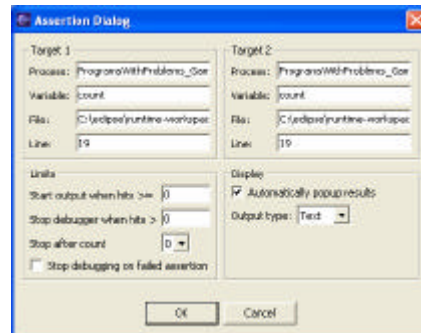 Assertion Dialog
Target 1
Process: ProgramsWithProblems_Gam
Variable: count
File: C:\eclipse\runtime-workspac
Line: 19
Target 2
Process: ProgramsWithProblems_Gam
Variable: count
File: C:\eclipse\runtime-workspac
Line: 19
Limits
Start output when hits >= 0
Stop debugger when hits > 0
Stop after count 0
Stop debugging on failed assertion
Display
Automatically popup results
Output type: Text
OK Cancel